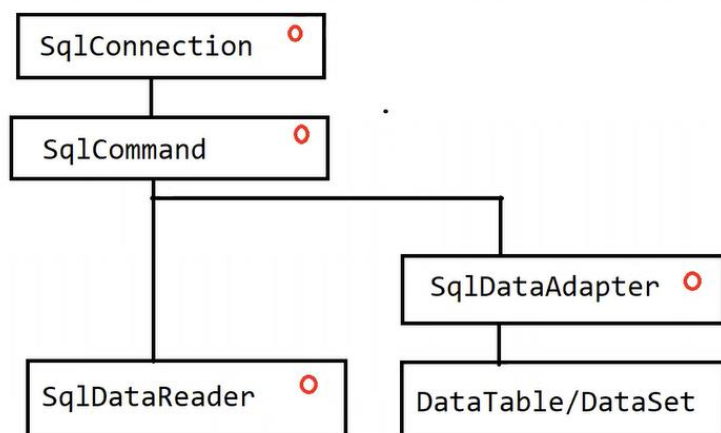 SqlConnection
SqlCommand
SqlDataAdapter
SqlDataReader
DataTable/DataSet